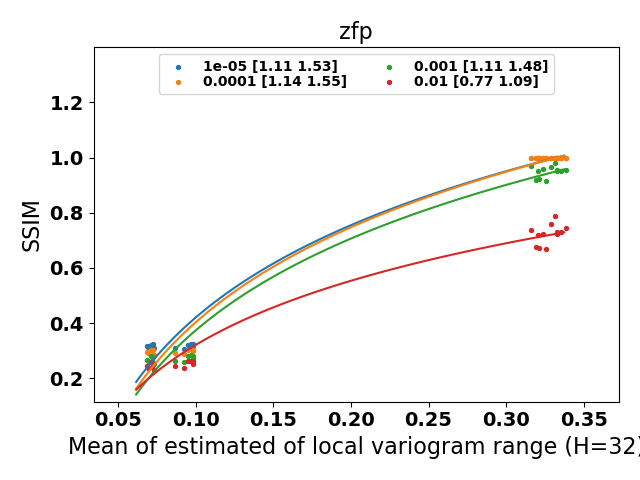 zfp
1e-05 [1.11 1.53]
0.0001 [1.14 1.55]
0.001 [1.11 1.48]
0.01 [0.77 1.09]
SSIM
1.2
1.0
0.8
0.6
0.4
0.2
0.05 0.10 0.15 0.20 0.25 0.30 0.35
Mean of estimated of local variogram range (H=32)